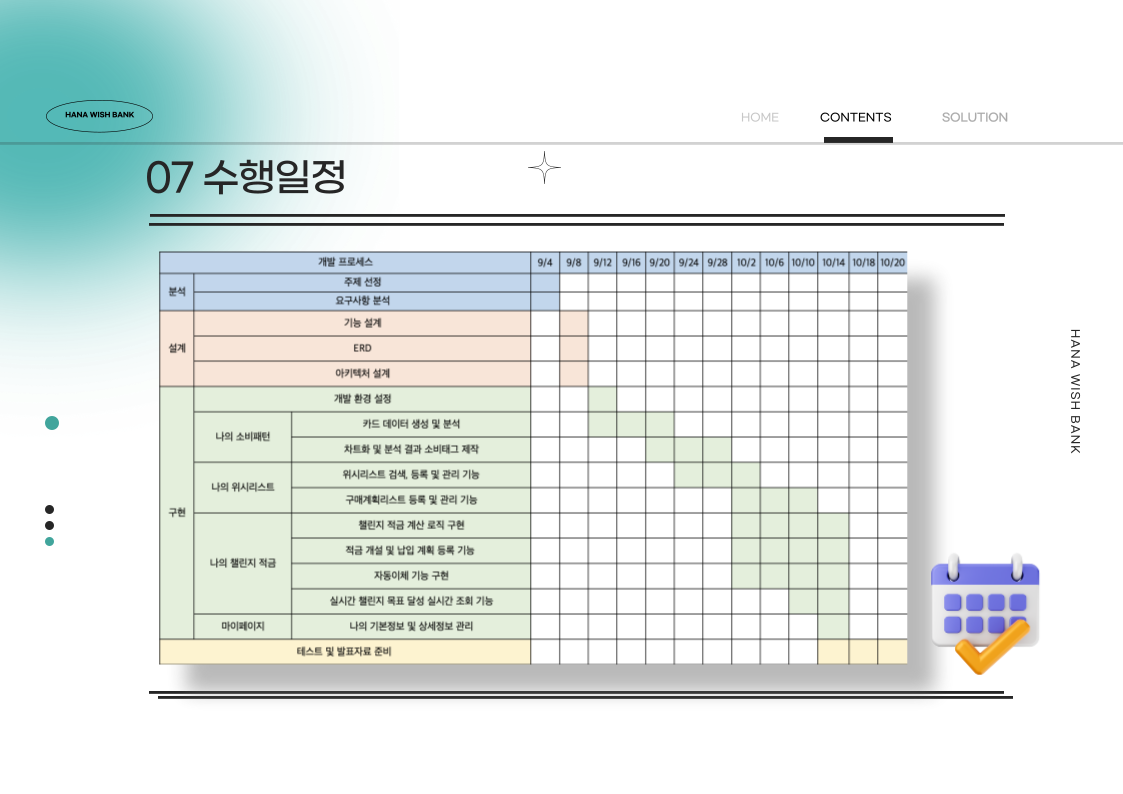 HANA WISH BANK
HOME CONTENTS SOLUTION
07 수행일정
개발 프로세스 9/4 9/8 9/12 9/16 9/20 9/24 9/28 10/2 10/6 10/10 10/14 10/18 10/20
분석
주제 선정
요구사항 분석
설계
기능 설계
ERD
아키텍처 설계
구현
개발 환경 설정
나의 소비패턴
카드 데이터 생성 및 분석
차트화 및 분석 결과 소비태그 제작
나의 위시리스트
위시리스트 검색, 등록 및 관리 기능
구매계획리스트 등록 및 관리 기능
나의 챌린지 적금
챌린지 적금 계산 로직 구현
적금 개설 및 납입 계획 등록 기능
자동이체 기능 구현
실시간 챌린지 목표 달성 실시간 조회 기능
마이페이지
나의 기본정보 및 상세정보 관리
테스트 및 발표자료 준비
HANA WISH BANK